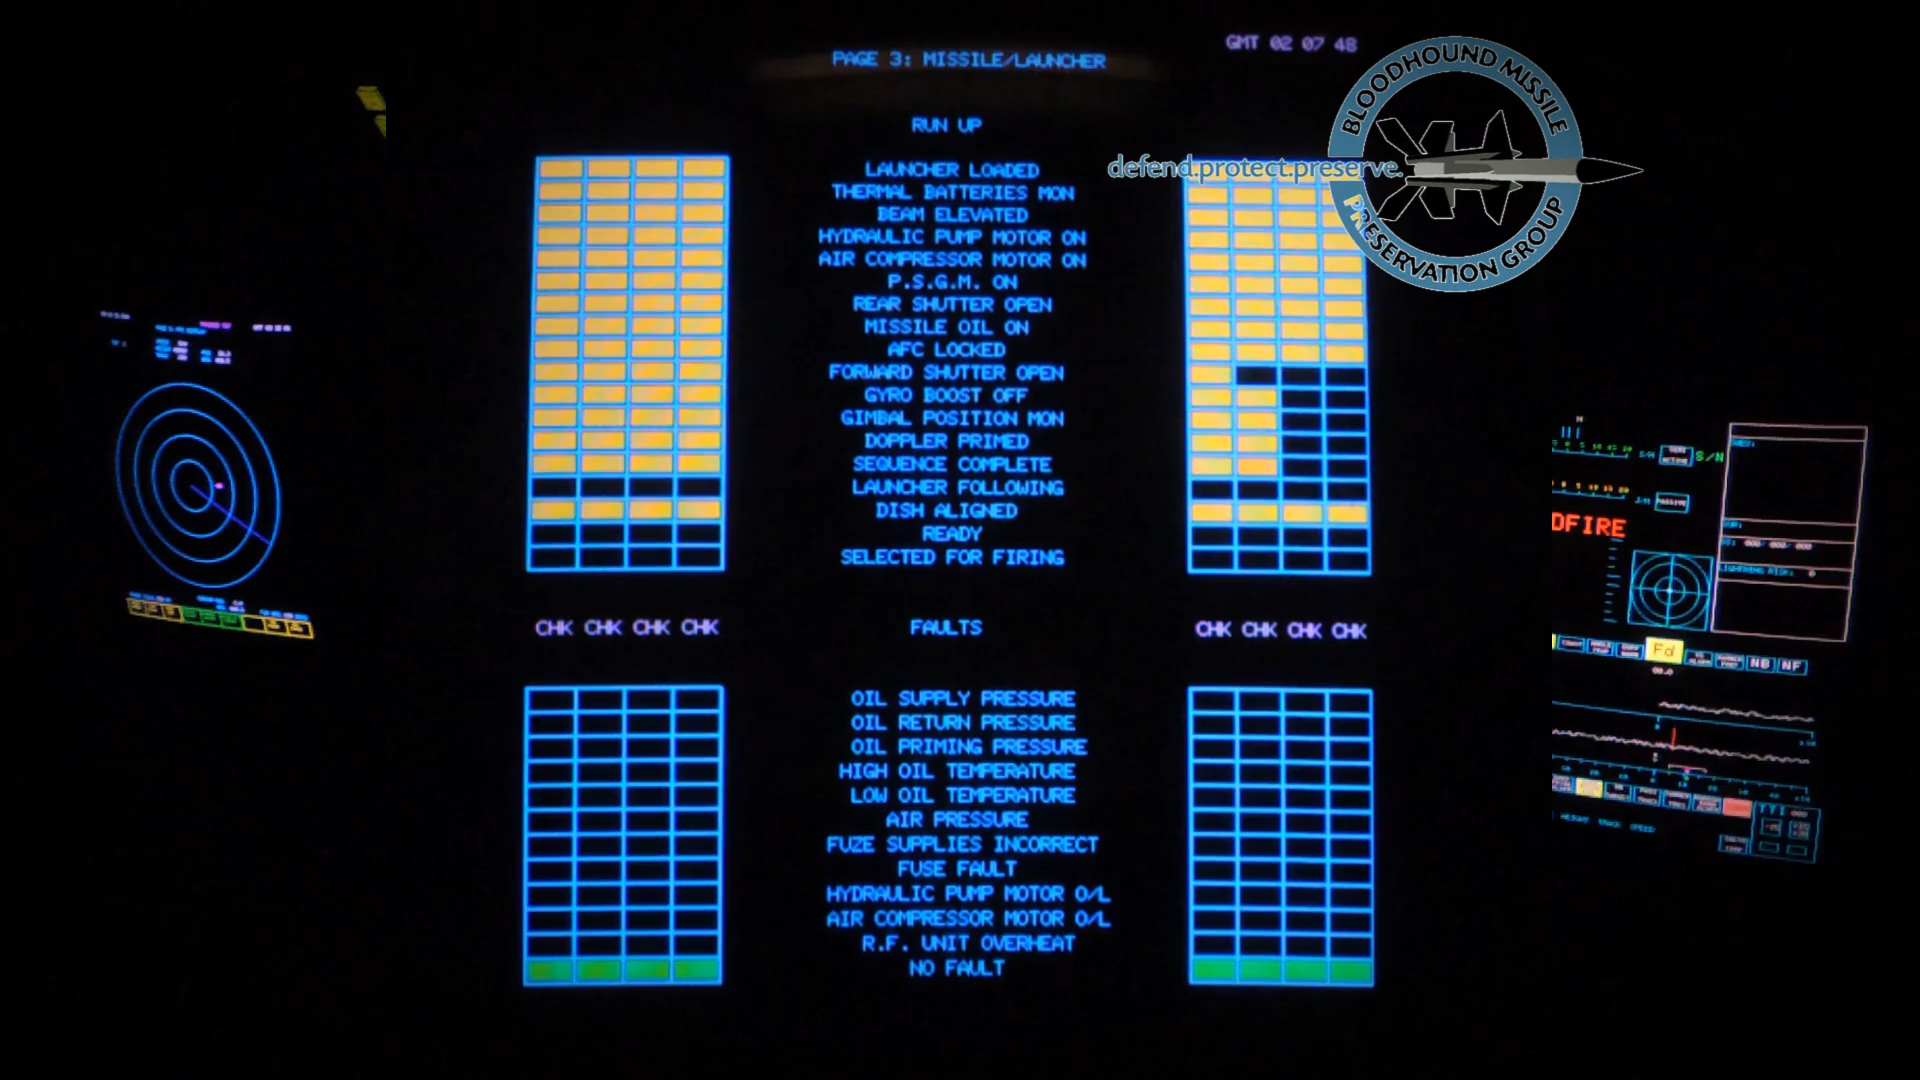 GMT 02 07 48
PAGE 3: MISSILE/LAUNCHER
BLOODHOUND MISSILE
PRESERVATION GROUP
defend.protect.preserve.
RUN UP
LAUNCHER LOADED
THERMAL BATTERIES MON
BEAM ELEVATED
HYDRAULIC PUMP MOTOR ON
AIR COMPRESSOR MOTOR ON
P.S.G.M. ON
REAR SHUTTER OPEN
MISSILE OIL ON
AFC LOCKED
FORWARD SHUTTER OPEN
GYRO BOOST OFF
GIMBAL POSITION MON
DOPPLER PRIMED
SEQUENCE COMPLETE
LAUNCHER FOLLOWING
DISH ALIGNED
READY
SELECTED FOR FIRING
CHK CHK CHK CHK FAULTS CHK CHK CHK CHK
OIL SUPPLY PRESSURE
OIL RETURN PRESSURE
OIL PRIMING PRESSURE
HIGH OIL TEMPERATURE
LOW OIL TEMPERATURE
AIR PRESSURE
FUZE SUPPLIES INCORRECT
FUSE FAULT
HYDRAULIC PUMP MOTOR O/L
AIR COMPRESSOR MOTOR O/L
R.F. UNIT OVERHEAT
NO FAULT
S/N
DFIRE
Fd
NB NF